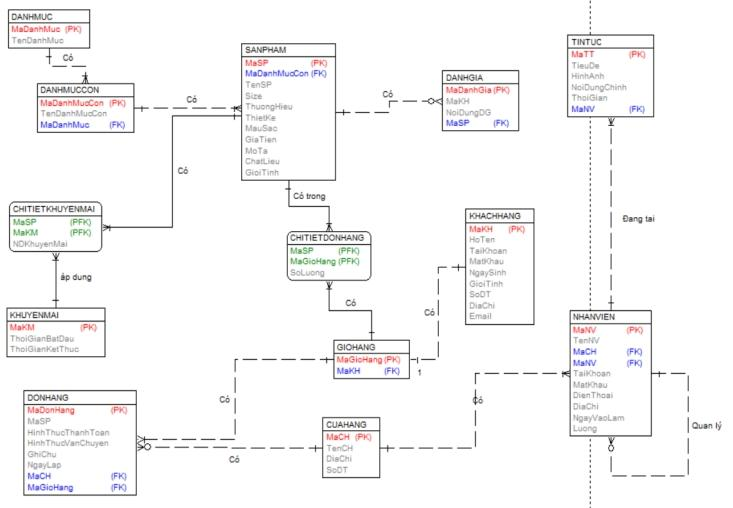 DANHMUC
MaDanhMuc (PK)
TenDanhMuc
Có
DANHMUCCON
MaDanhMucCon (PK)
TenDanhMucCon
MaDanhMuc (FK)
Có
SANPHAM
MaSP (PK)
MaDanhMucCon (FK)
TenSP
Size
ThuongHieu
ThietKe
MauSac
GiaTien
MoTa
ChatLieu
GioiTinh
Có
DANHGIA
MaDanhGia (PK)
MaKH
NoiDungDG
MaSP (FK)
TINTUC
MaTT (PK)
TieuDe
HinhAnh
NoiDungChinh
ThoiGian
MaNV (FK)
Có
Có trong
CHITIETKHUYENMAI
MaSP (PFK)
MaKM (PFK)
NDKhuyenMai
áp dung
KHUYENMAI
MaKM (PK)
ThoiGianBatDau
ThoiGianKetThuc
CHITIETDONHANG
MaSP (PFK)
MaGioHang (PFK)
SoLuong
Có
KHACHHANG
MaKH (PK)
HoTen
TaiKhoan
MatKhau
NgaySinh
GioiTinh
SoDT
DiaChi
Email
Có
1
Đang tai
GIOHANG
MaGioHang (PK)
MaKH (FK)
NHANVIEN
MaNV (PK)
TenNV
MaCH (FK)
MaNV (FK)
TaiKhoan
MatKhau
DienThoai
DiaChi
NgayVaoLam
Luong
Quan lý
Có
DONHANG
MaDonHang (PK)
MaSP
HinhThucThanhToan
HinhThucVanChuyen
GhiChu
NgayLap
MaCH (FK)
MaGioHang (FK)
Có
Có
CUAHANG
MaCH (PK)
TenCH
DiaChi
SoDT